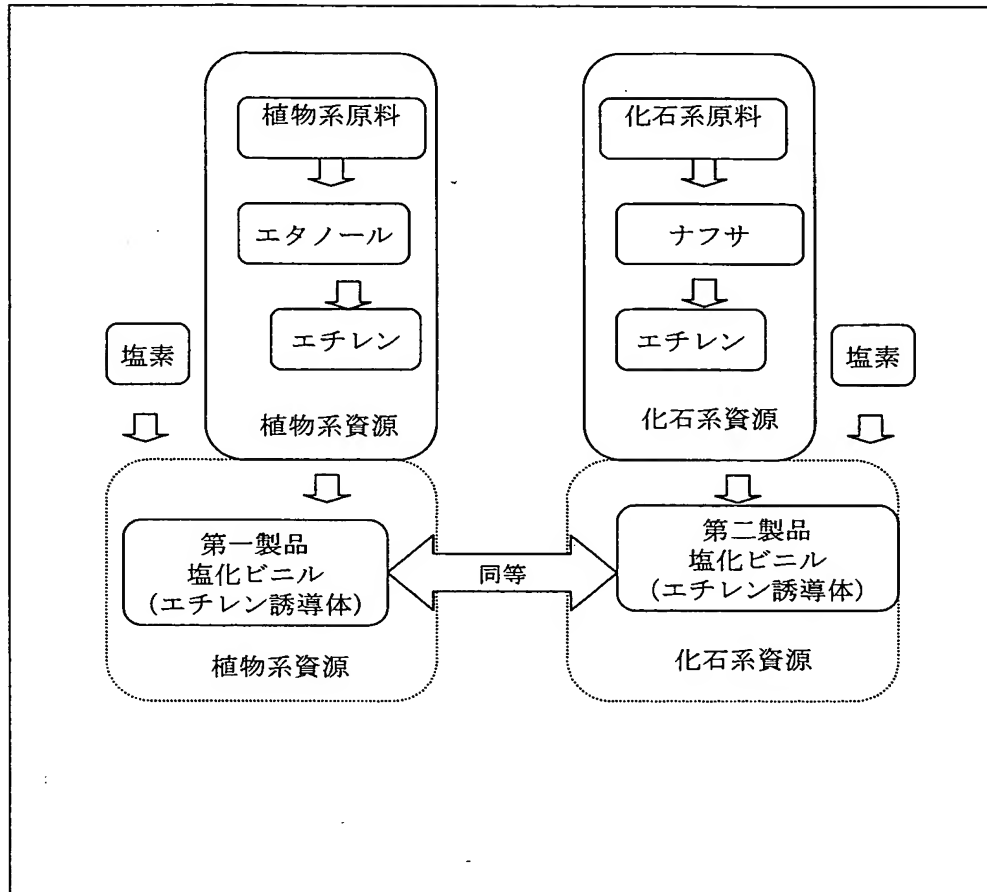 植物系原料
エタノール
エチレン
植物系資源
塩素
第一製品
塩化ビニル
(エチレン誘導体)
植物系資源
同等
化石系原料
ナフサ
エチレン
化石系資源
塩素
第二製品
塩化ビニル
(エチレン誘導体)
化石系資源